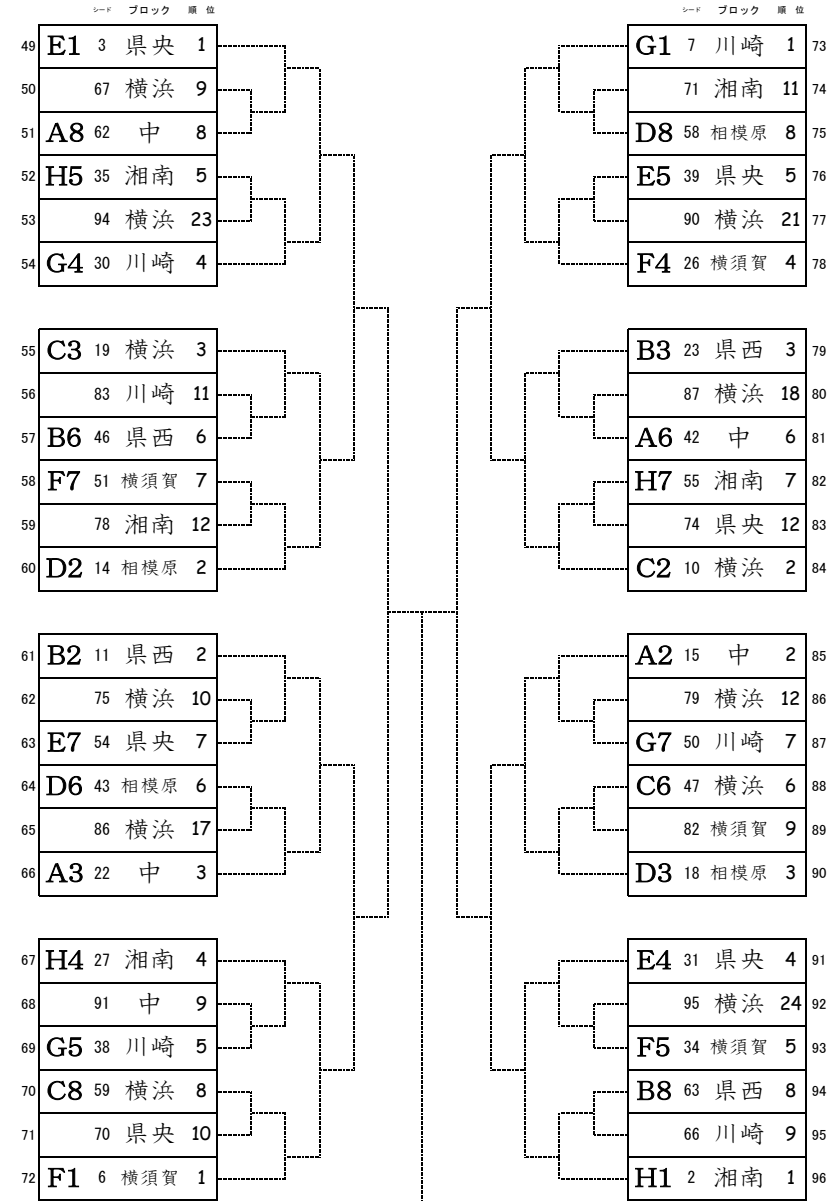 シード ブロック 順 位
49 E1 3 県央 1
50 67 横浜 9
51 A8 62 中 8
52 H5 35 湘南 5
53 94 横浜 23
54 G4 30 川崎 4
55 C3 19 横浜 3
56 83 川崎 11
57 B6 46 県西 6
58 F7 51 横須賀 7
59 78 湘南 12
60 D2 14 相模原 2
61 B2 11 県西 2
62 75 横浜 10
63 E7 54 県央 7
64 D6 43 相模原 6
65 86 横浜 17
66 A3 22 中 3
67 H4 27 湘南 4
68 91 中 9
69 G5 38 川崎 5
70 C8 59 横浜 8
71 70 県央 10
72 F1 6 横須賀 1
シード ブロック 順 位
G1 7 川崎 1 73
71 湘南 11 74
D8 58 相模原 8 75
E5 39 県央 5 76
90 横浜 21 77
F4 26 横須賀 4 78
B3 23 県西 3 79
87 横浜 18 80
A6 42 中 6 81
H7 55 湘南 7 82
74 県央 12 83
C2 10 横浜 2 84
A2 15 中 2 85
79 横浜 12 86
G7 50 川崎 7 87
C6 47 横浜 6 88
82 横須賀 9 89
D3 18 相模原 3 90
E4 31 県央 4 91
95 横浜 24 92
F5 34 横須賀 5 93
B8 63 県西 8 94
66 川崎 9 95
H1 2 湘南 1 96